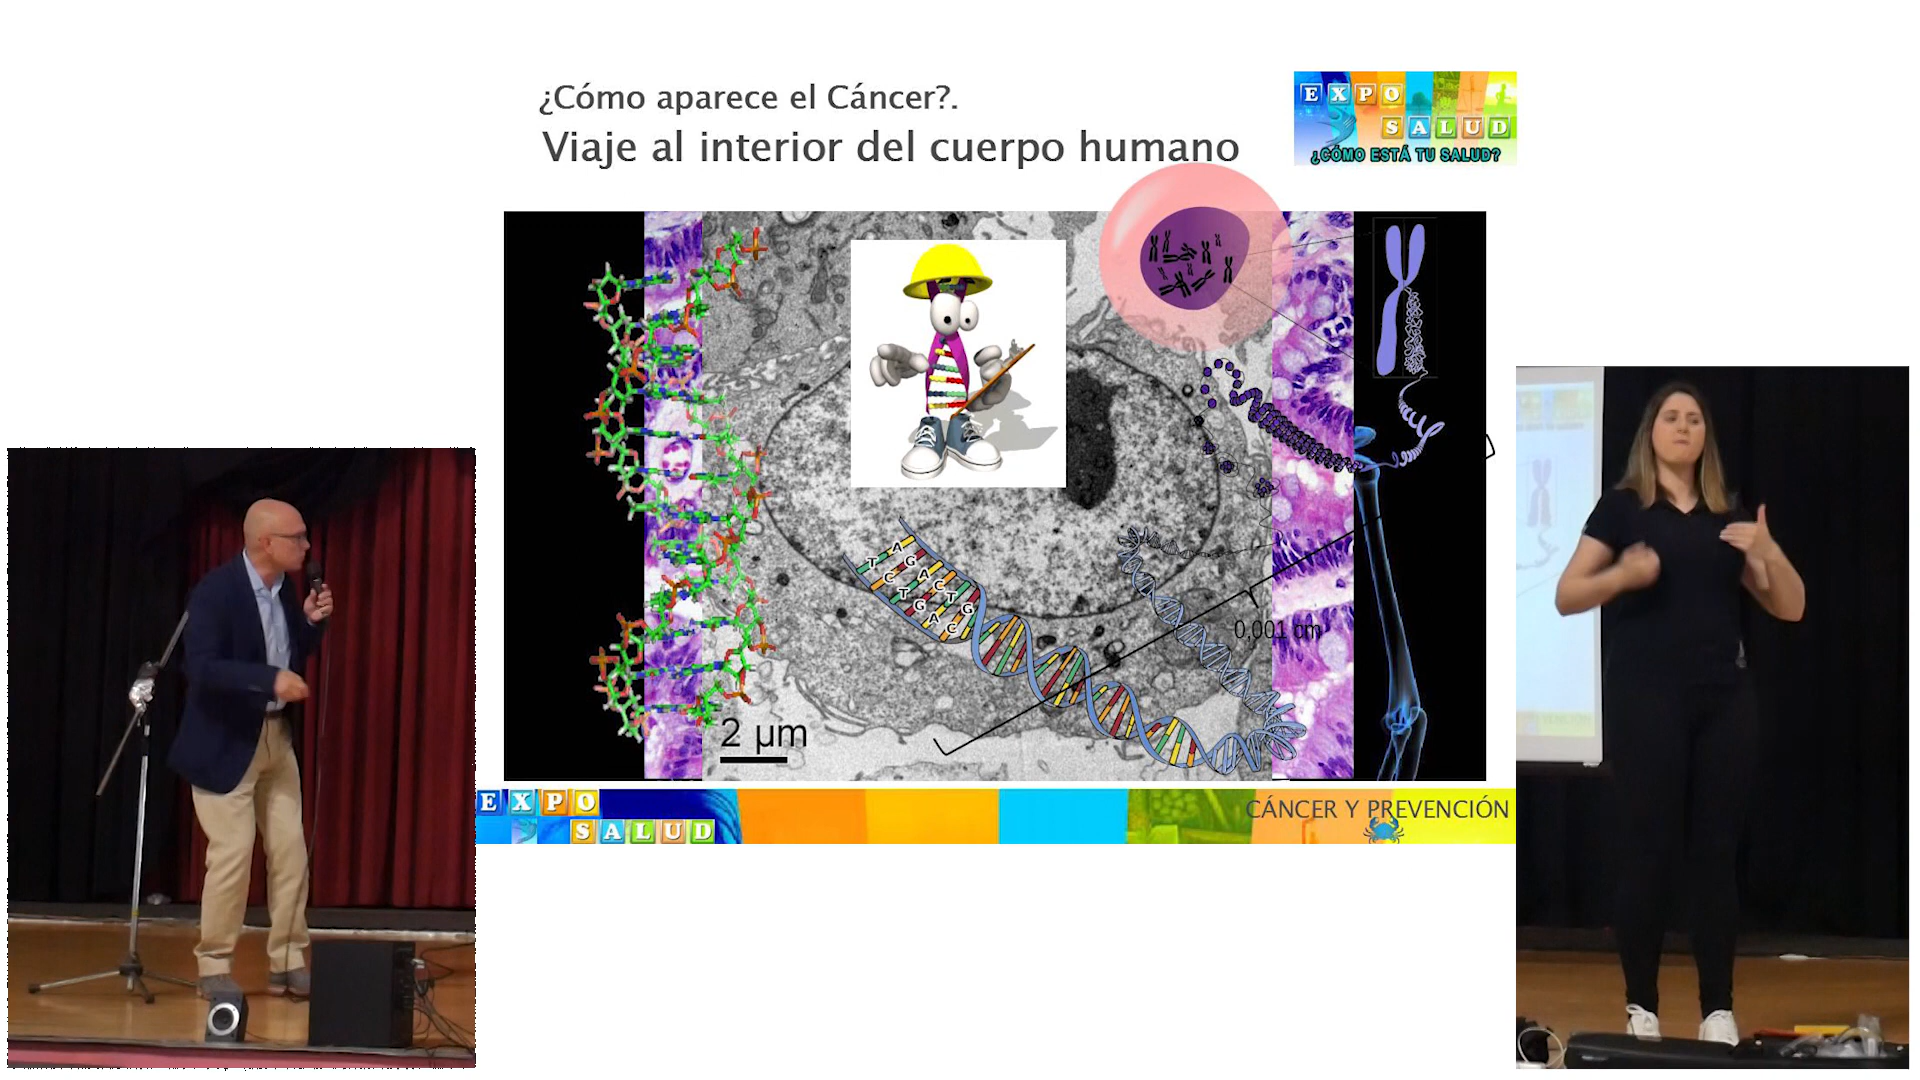 ¿Cómo aparece el Cáncer?.
Viaje al interior del cuerpo humano
EXPO
SALUD
¿CÓMO ESTÁ TU SALUD?
A
T G
C A
T C
G T
A G
C
0,001 cm
2 µm
EXPO
SALUD
CÁNCER Y PREVENCIÓN